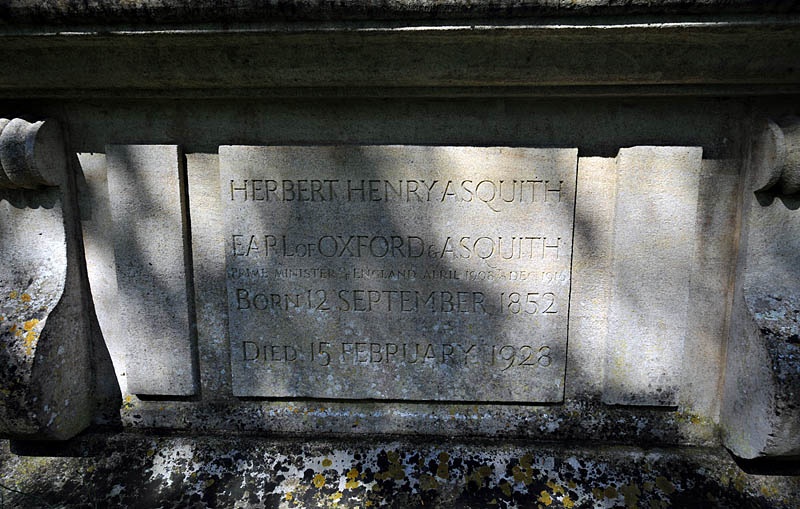 HERBERT HENRY ASQUITH
EARL OF OXFORD & ASQUITH
PRIME MINISTER OF ENGLAND APRIL 1908 DEC. 1916
BORN 12 SEPTEMBER 1852
DIED 15 FEBRUARY 1928